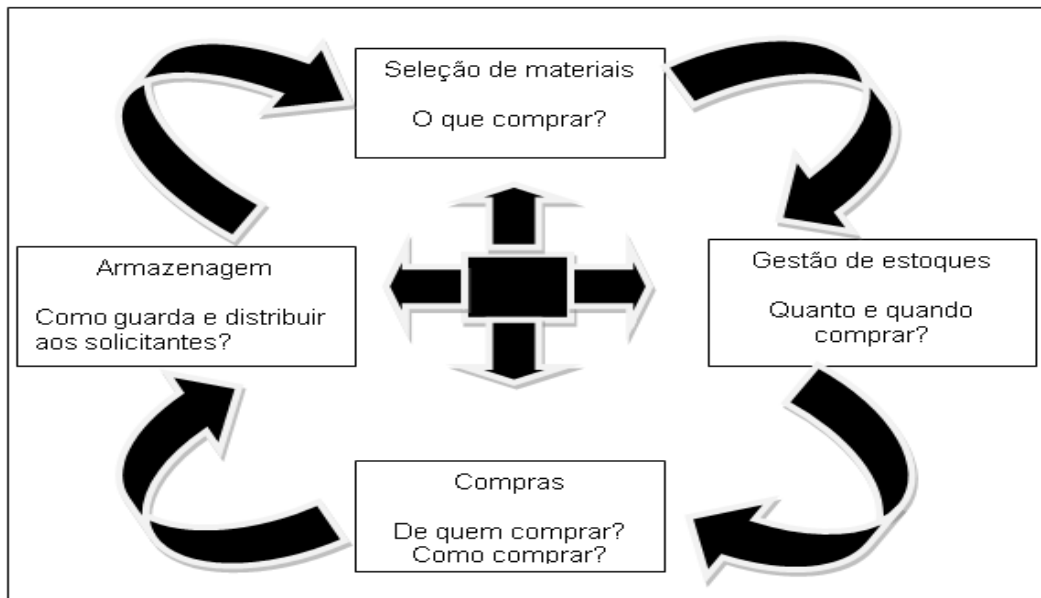 Seleção de materiais
O que comprar?
Armazenagem
Como guarda e distribuir
aos solicitantes?
Gestão de estoques
Quanto e quando
comprar?
Compras
De quem comprar?
Como comprar?